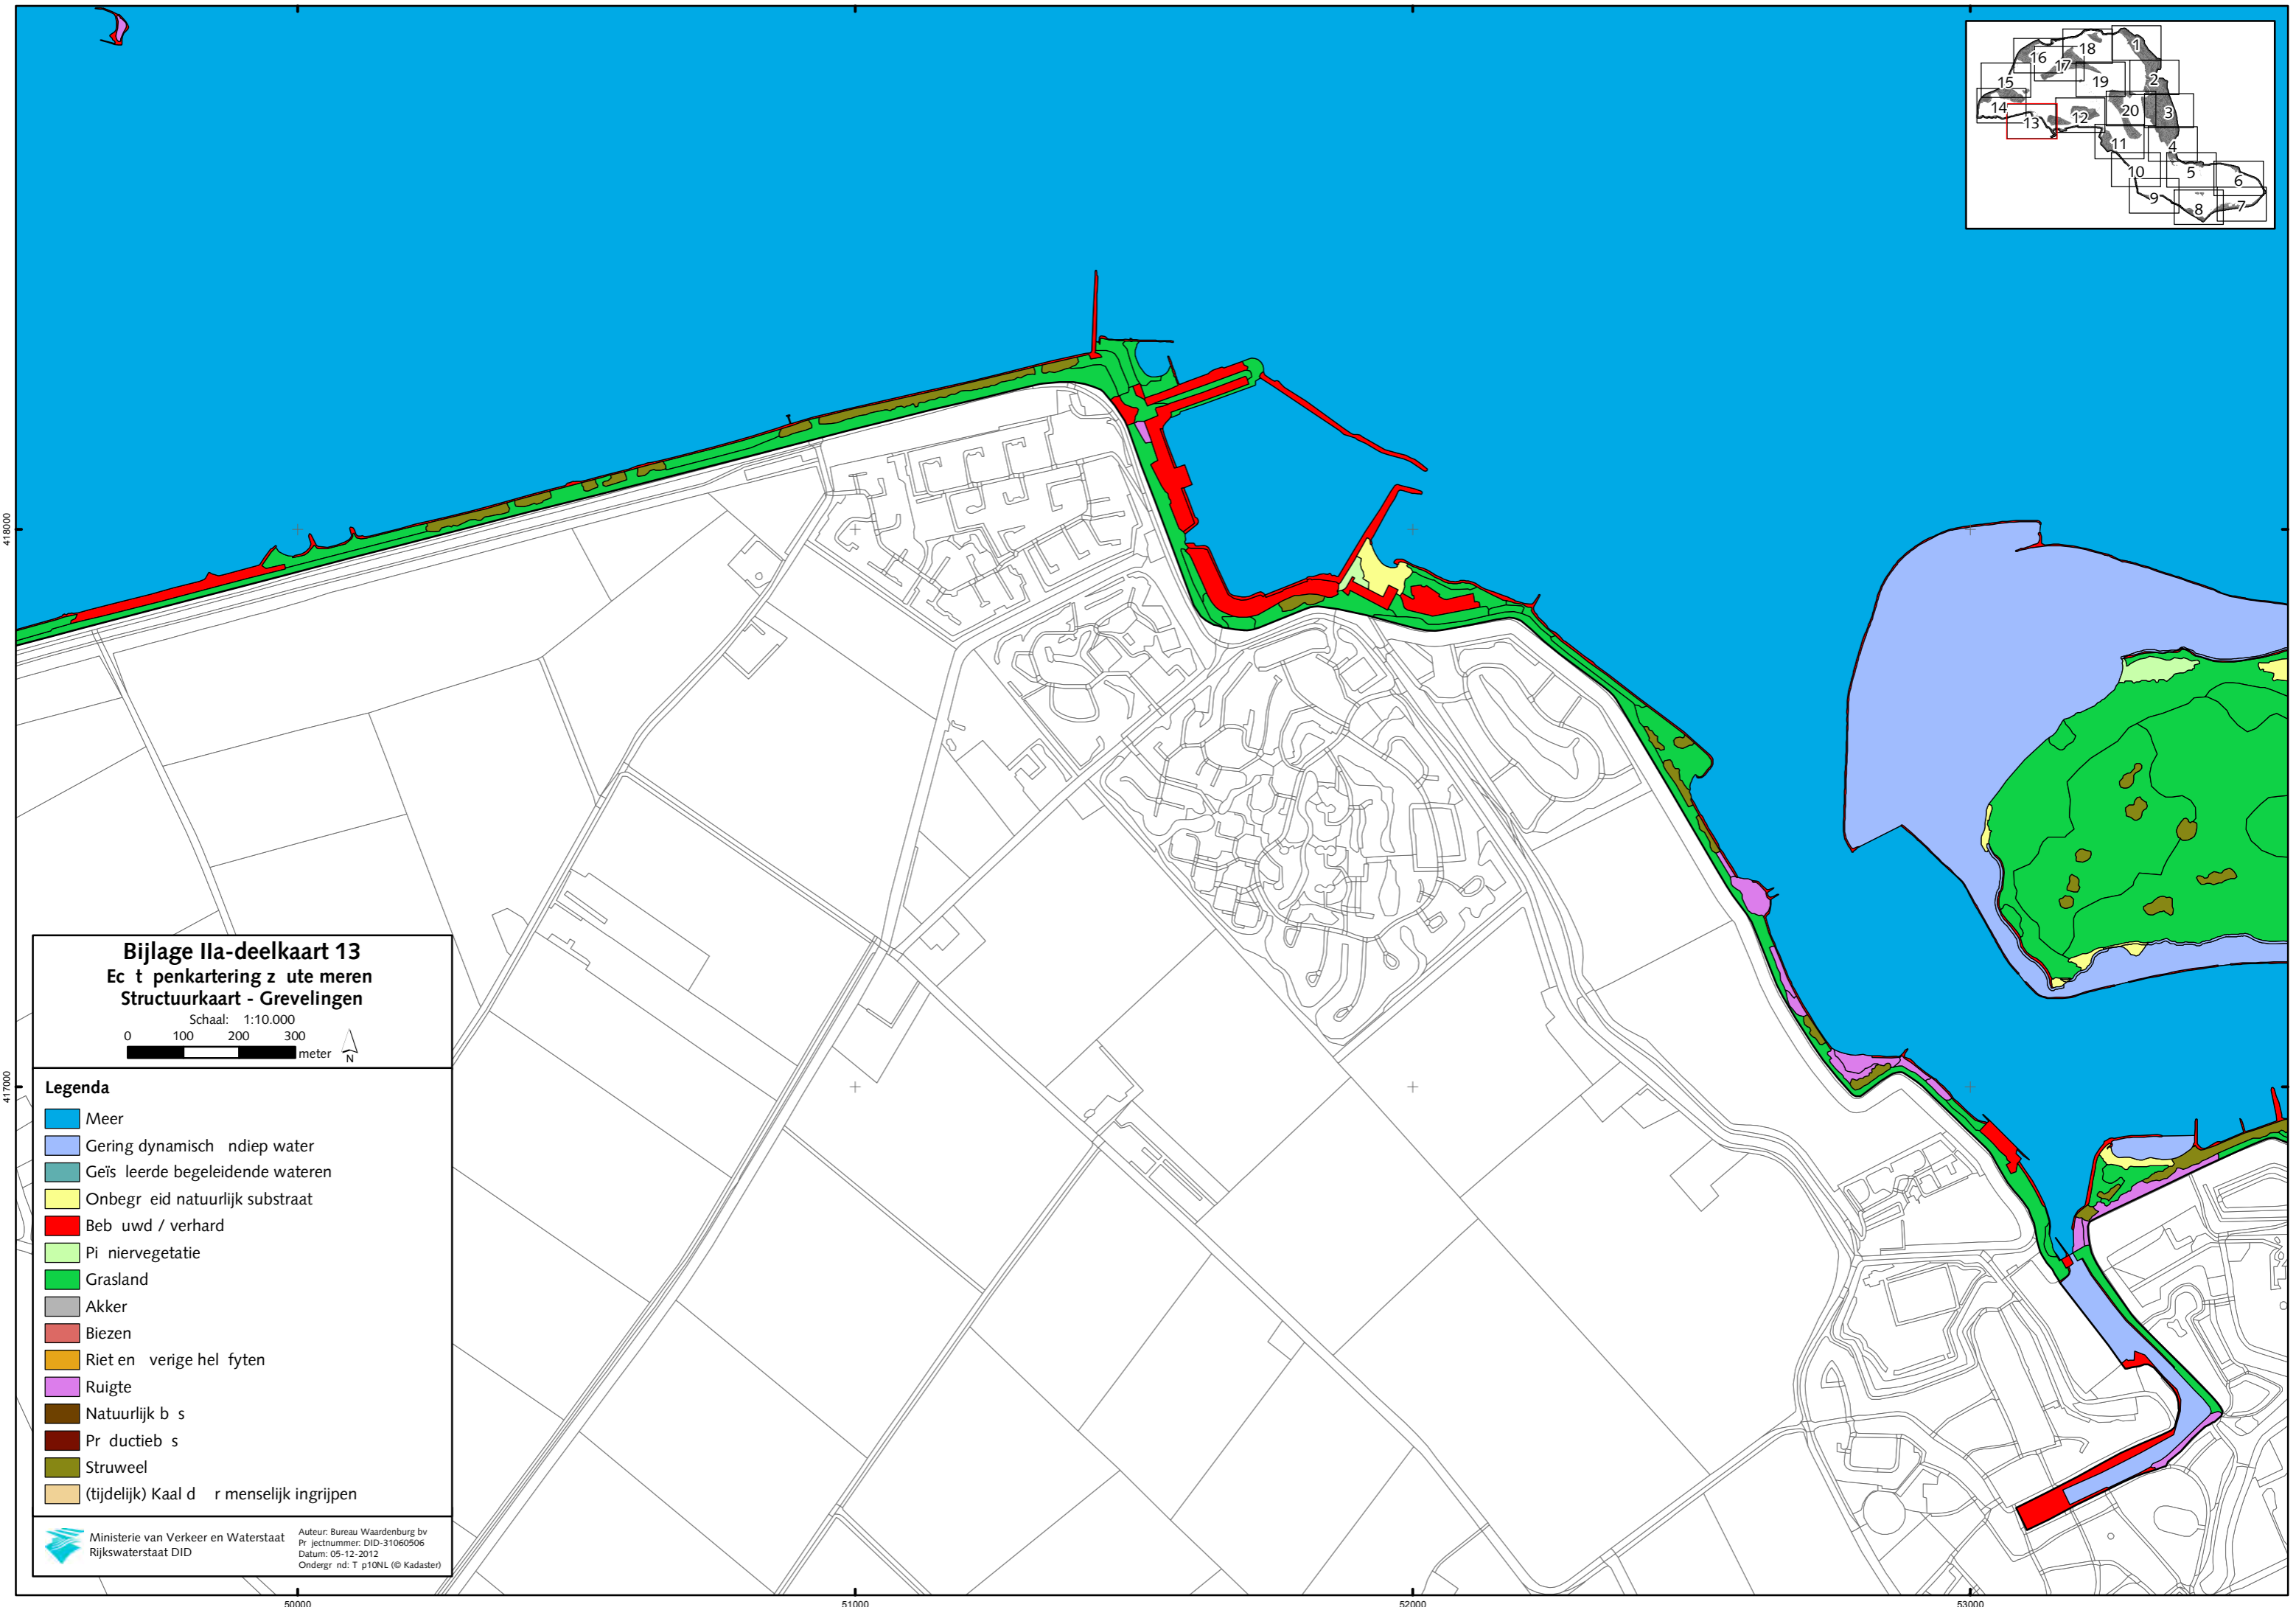 16
18
1
17
15
19
2
14
20
3
13
12
11
4
10
5
6
9
8
7
418000
417000
Bijlage IIa-deelkaart 13
Ec t penkartering z ute meren
Structuurkaart - Grevelingen
Schaal: 1:10.000
0 100 200 300
meter
N
Legenda
Meer
Gering dynamisch ndiep water
Geïs leerde begeleidende wateren
Onbegr eid natuurlijk substraat
Beb uwd / verhard
Pi niervegetatie
Grasland
Akker
Biezen
Riet en verige hel fyten
Ruigte
Natuurlijk b s
Pr ductieb s
Struweel
(tijdelijk) Kaal d r menselijk ingrijpen
Ministerie van Verkeer en Waterstaat
Rijkswaterstaat DID
Auteur: Bureau Waardenburg bv
Pr jectnummer: DID-31060506
Datum: 05-12-2012
Ondergr nd: T p10NL (© Kadaster)
50000 51000 52000 53000